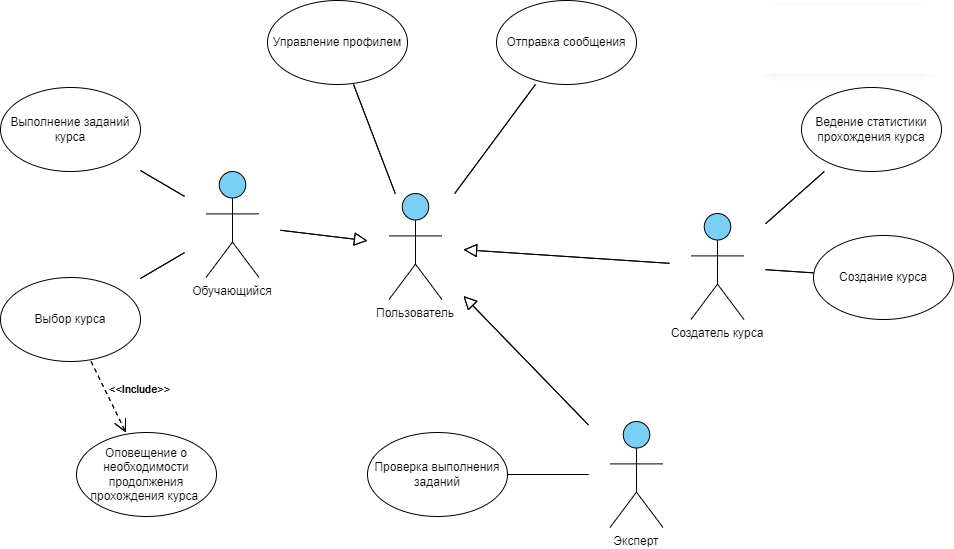 Управление профилем
Отправка сообщения
Выполнение заданий
курса
Ведение статистики
прохождения курса
Обучающийся
Пользователь
Создатель курса
Создание курса
Выбор курса
<<Include>>
Оповещение о
необходимости
продолжения
прохождения курса
Проверка выполнения
заданий
Эксперт